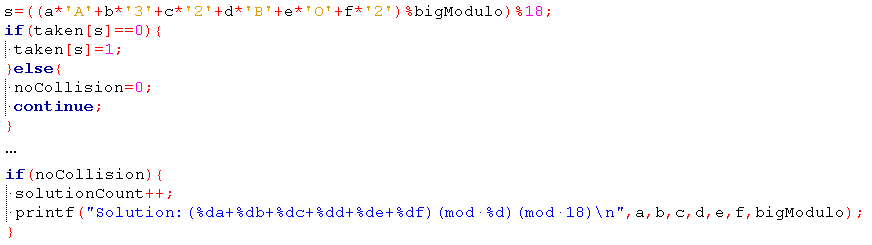 s=((a*'A'+b*'3'+c*'2'+d*'B'+e*'O'+f*'2')%bigModulo)%18;
if(taken[s]==0){
taken[s]=1;
}else{
noCollision=0;
continue;
}
…
if(noCollision){
solutionCount++;
printf("Solution:(%da+%db+%dc+%dd+%de+%df)(mod %d)(mod 18)\n",a,b,c,d,e,f,bigModulo);
}